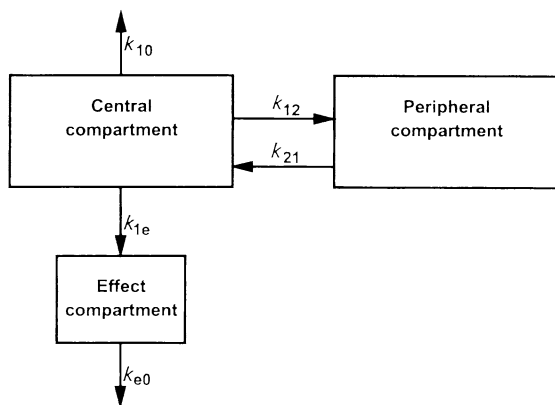 k10
Central
compartment
k12
k21
Peripheral
compartment
k1e
Effect
compartment
ke0